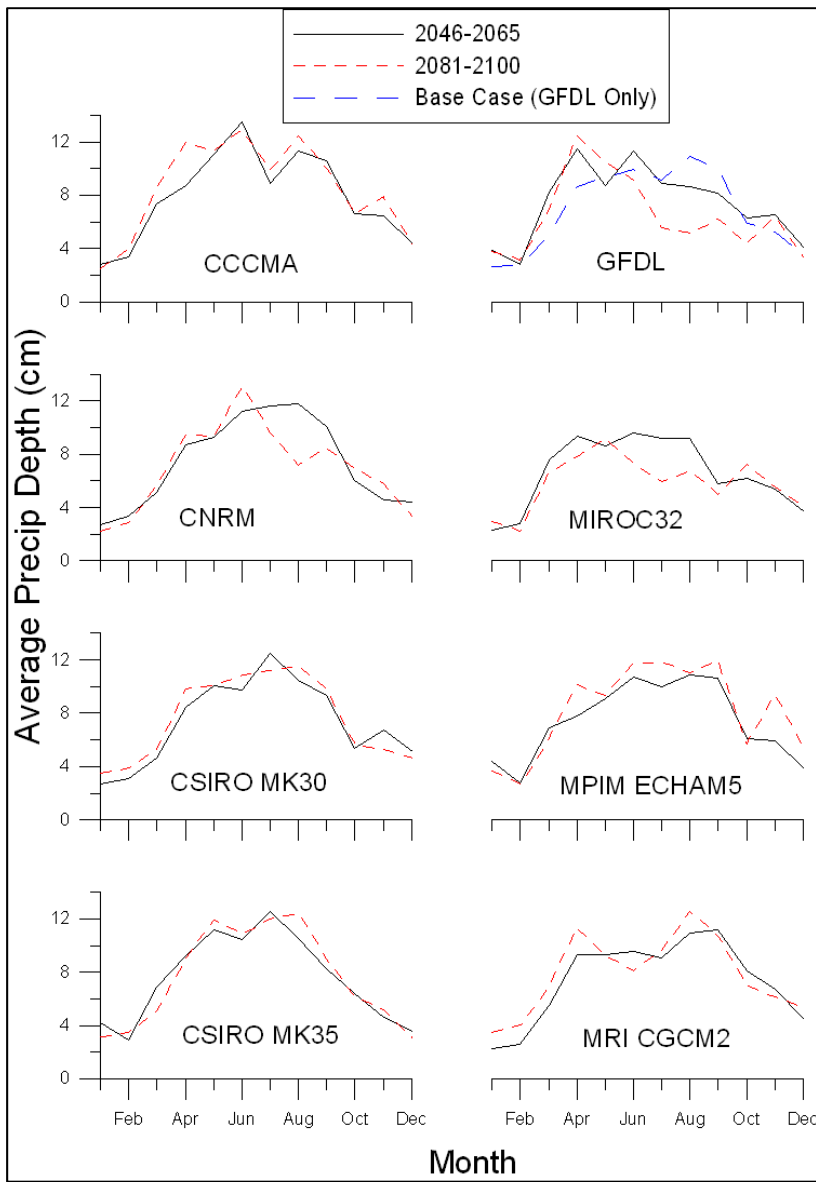 2046-2065
2081-2100
Base Case (GFDL Only)
Average Precip Depth (cm)
12
8
4
0
CCCMA
GFDL
12
8
4
0
CNRM
MIROC32
12
8
4
0
CSIRO MK30
MPIM ECHAM5
12
8
4
0
CSIRO MK35
MRI CGCM2
Feb Apr Jun Aug Oct Dec Feb Apr Jun Aug Oct Dec
Month